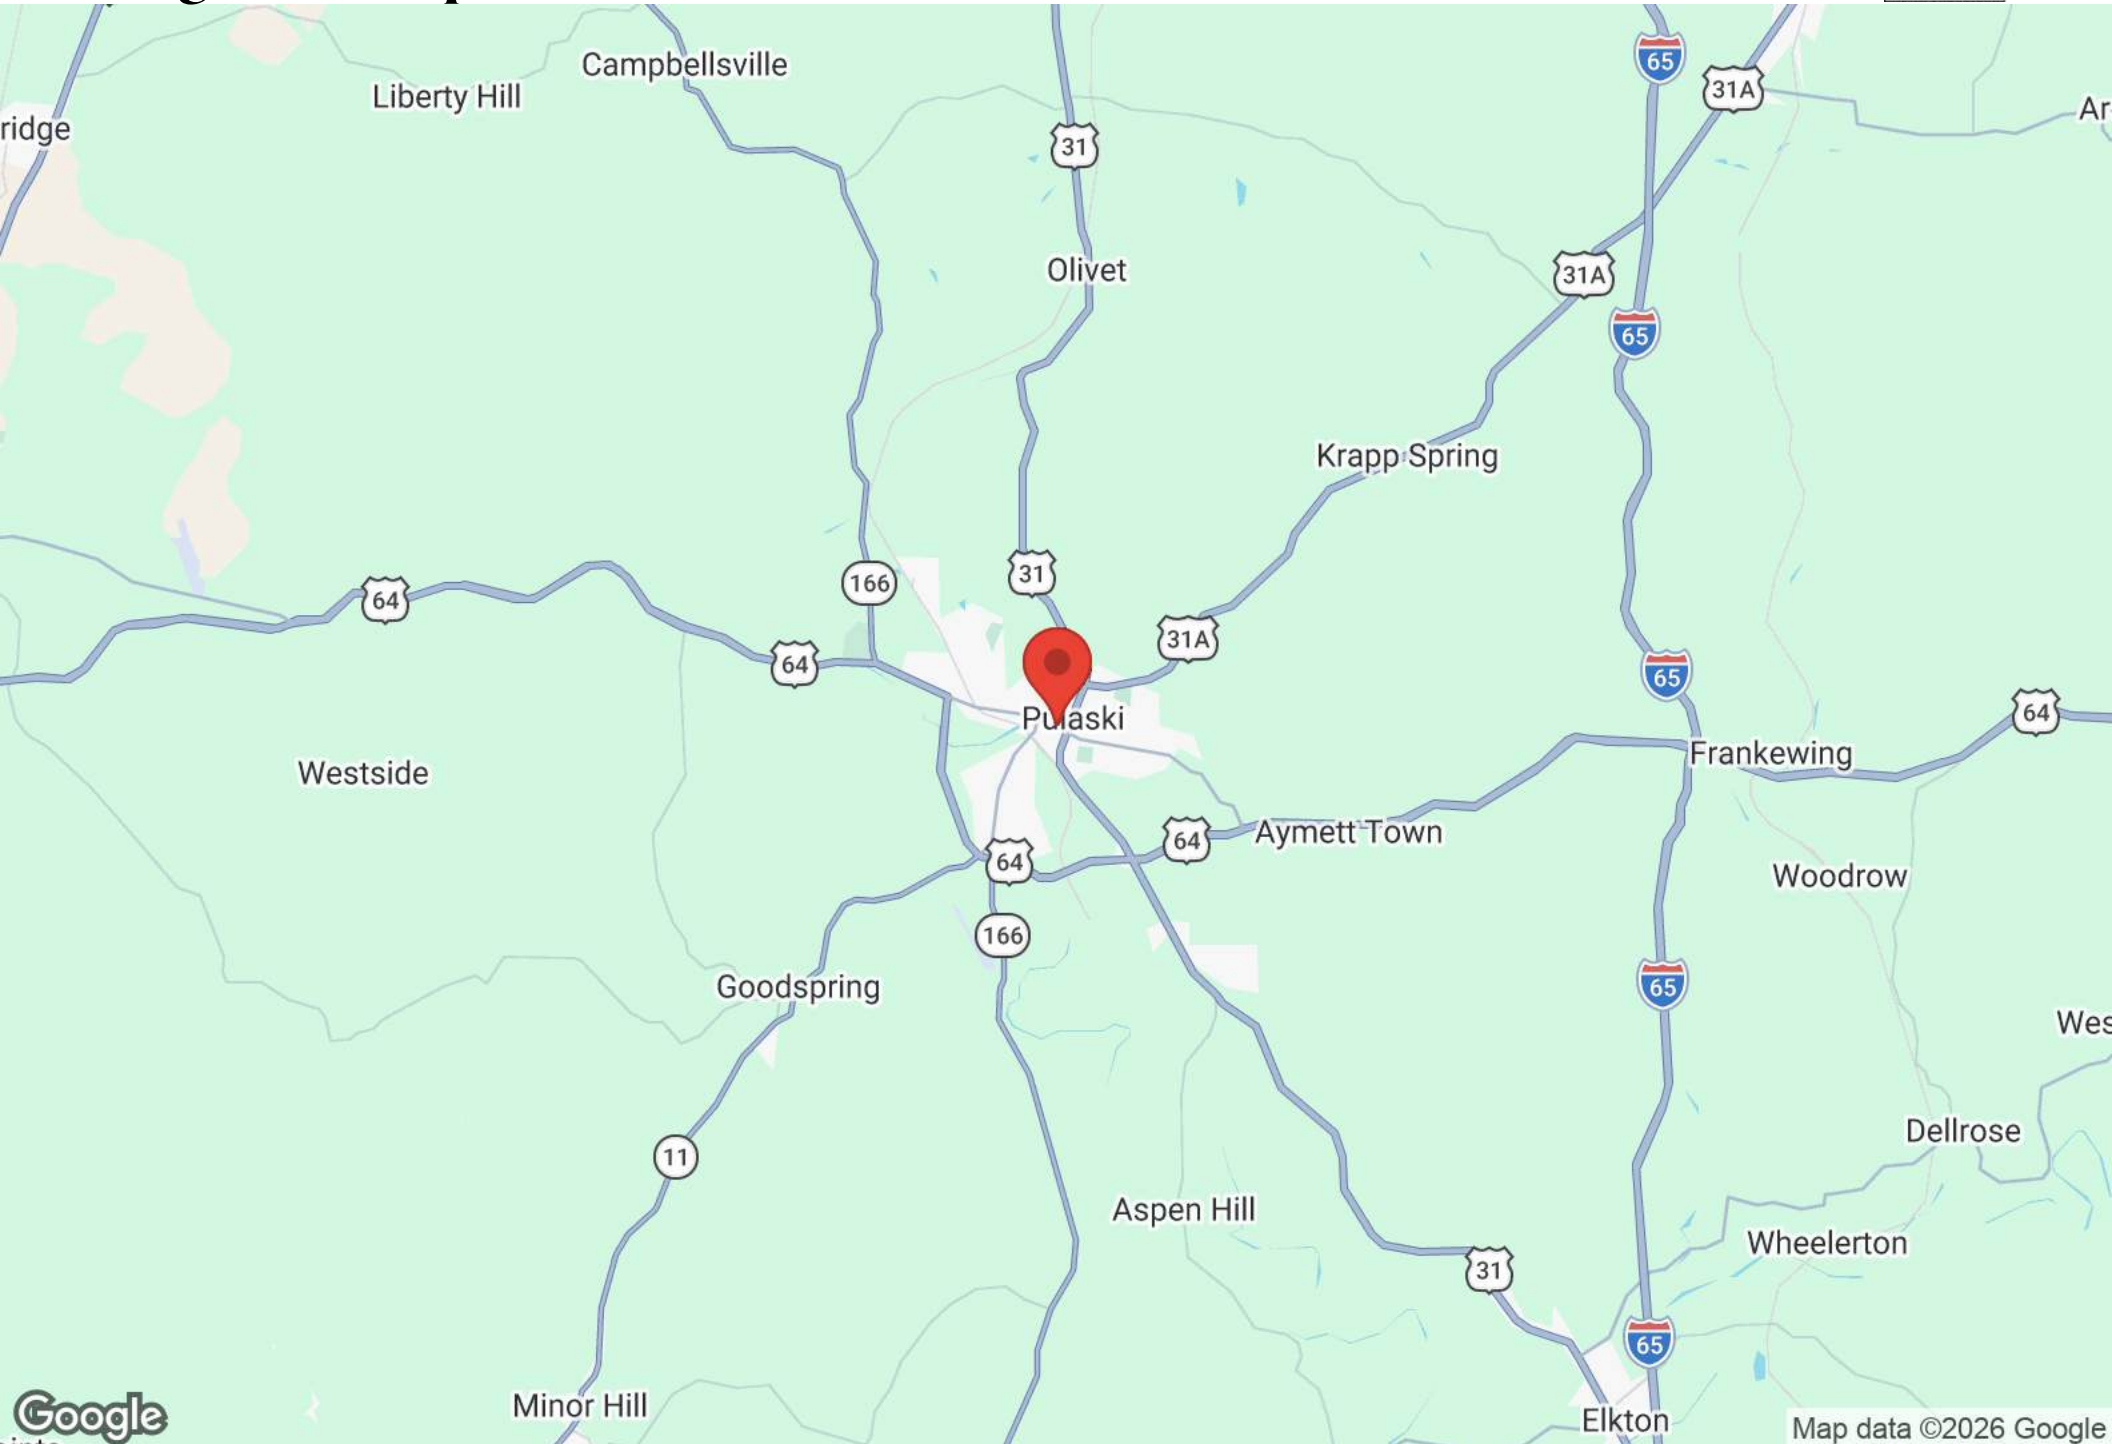 Campbellsville
65
31A
Liberty Hill
Ar
ridge
31
Olivet
31A
65
Krapp Spring
31
166
64
31A
64
65
64
Pulaski
Frankewing
Westside
64
Aymett Town
64
Woodrow
166
Goodspring
65
Wes
Dellrose
11
Aspen Hill
Wheelerton
31
65
Minor Hill
Google
Elkton
Map data ©2026 Google